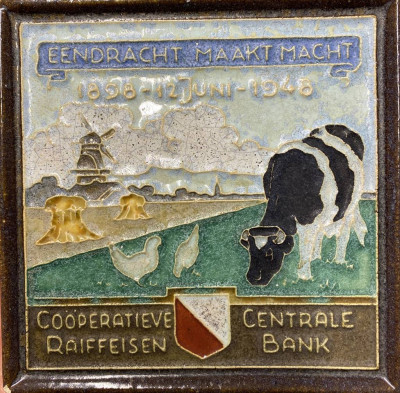 EENDRACHT MAAKT MACHT
1898-12 JUNI-1948
COÖPERATIEVE CENTRALE
RAIFFEISEN BANK